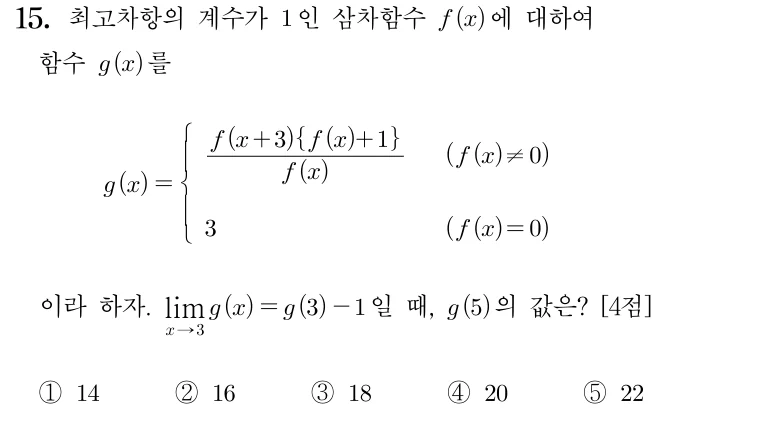 15. 최고차항의 계수가 1인 삼차함수 f(x)에 대하여
함수 g(x)를
g(x) = { f(x+3){f(x)+1} / f(x) (f(x)≠0)
3 (f(x)=0)
이라 하자. lim x→3 g(x)=g(3)−1일 때, g(5)의 값은? [4점]
① 14 ② 16 ③ 18 ④ 20 ⑤ 22